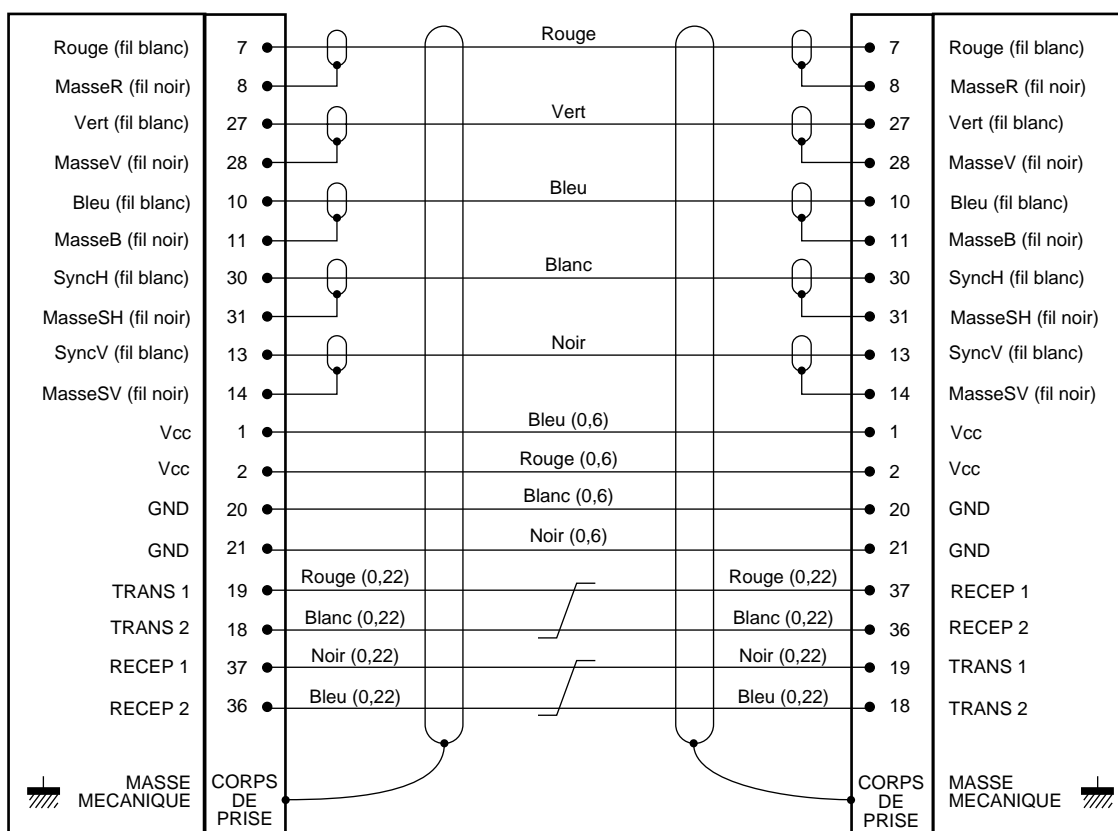 Rouge (fil blanc) 7 Rouge 7 Rouge (fil blanc)
MasseR (fil noir) 8 8 MasseR (fil noir)
Vert (fil blanc) 27 Vert 27 Vert (fil blanc)
MasseV (fil noir) 28 28 MasseV (fil noir)
Bleu (fil blanc) 10 Bleu 10 Bleu (fil blanc)
MasseB (fil noir) 11 11 MasseB (fil noir)
SyncH (fil blanc) 30 Blanc 30 SyncH (fil blanc)
MasseSH (fil noir) 31 31 MasseSH (fil noir)
SyncV (fil blanc) 13 Noir 13 SyncV (fil blanc)
MasseSV (fil noir) 14 14 MasseSV (fil noir)
Vcc 1 Bleu (0,6) 1 Vcc
Vcc 2 Rouge (0,6) 2 Vcc
GND 20 Blanc (0,6) 20 GND
GND 21 Noir (0,6) 21 GND
TRANS 1 19 Rouge (0,22) Rouge (0,22) 37 RECEP 1
TRANS 2 18 Blanc (0,22) Blanc (0,22) 36 RECEP 2
RECEP 1 37 Noir (0,22) Noir (0,22) 19 TRANS 1
RECEP 2 36 Bleu (0,22) Bleu (0,22) 18 TRANS 2
MASSE CORPS CORPS MASSE
MECANIQUE DE DE MECANIQUE
PRISE PRISE